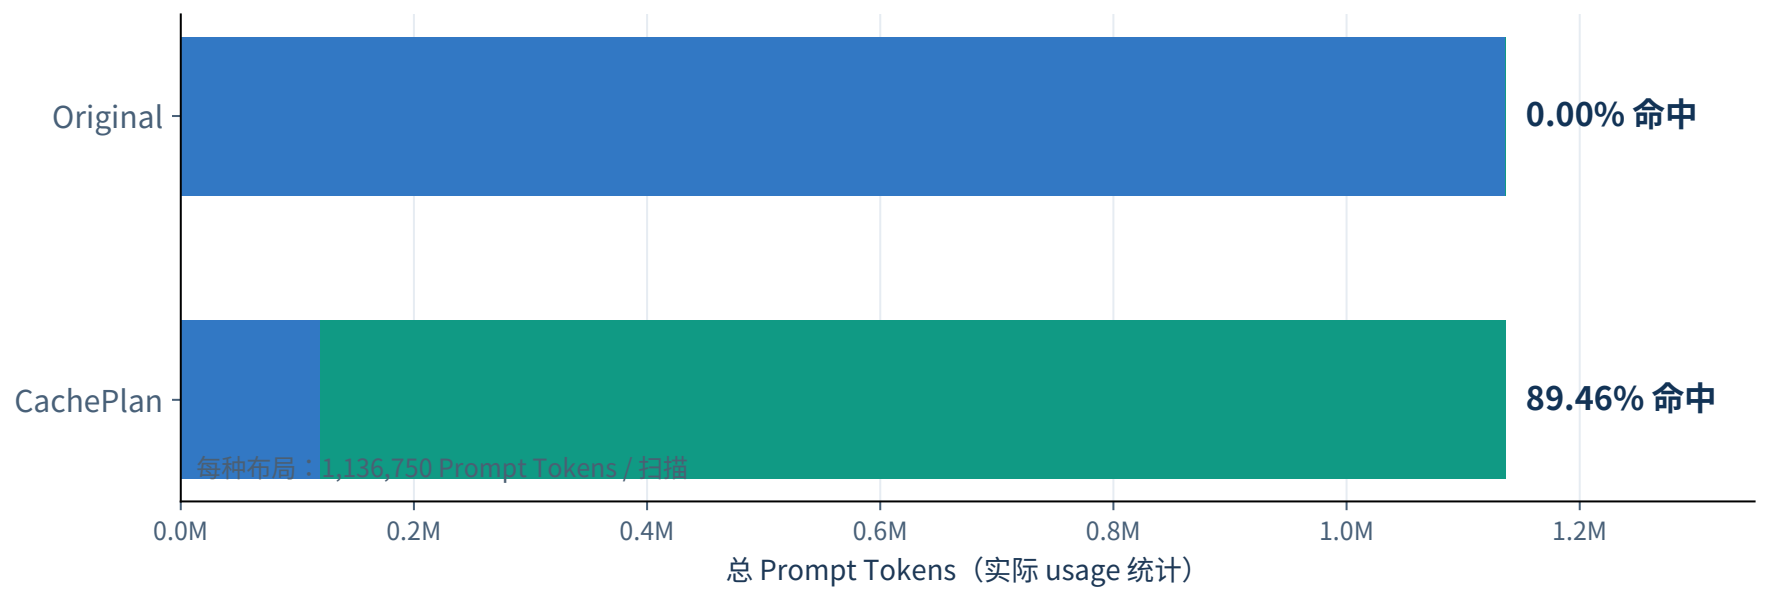 Original
0.00% 命中
CachePlan
89.46% 命中
每种布局：1,136,750 Prompt Tokens / 扫描
0.0M 0.2M 0.4M 0.6M 0.8M 1.0M 1.2M
总 Prompt Tokens（实际 usage 统计）